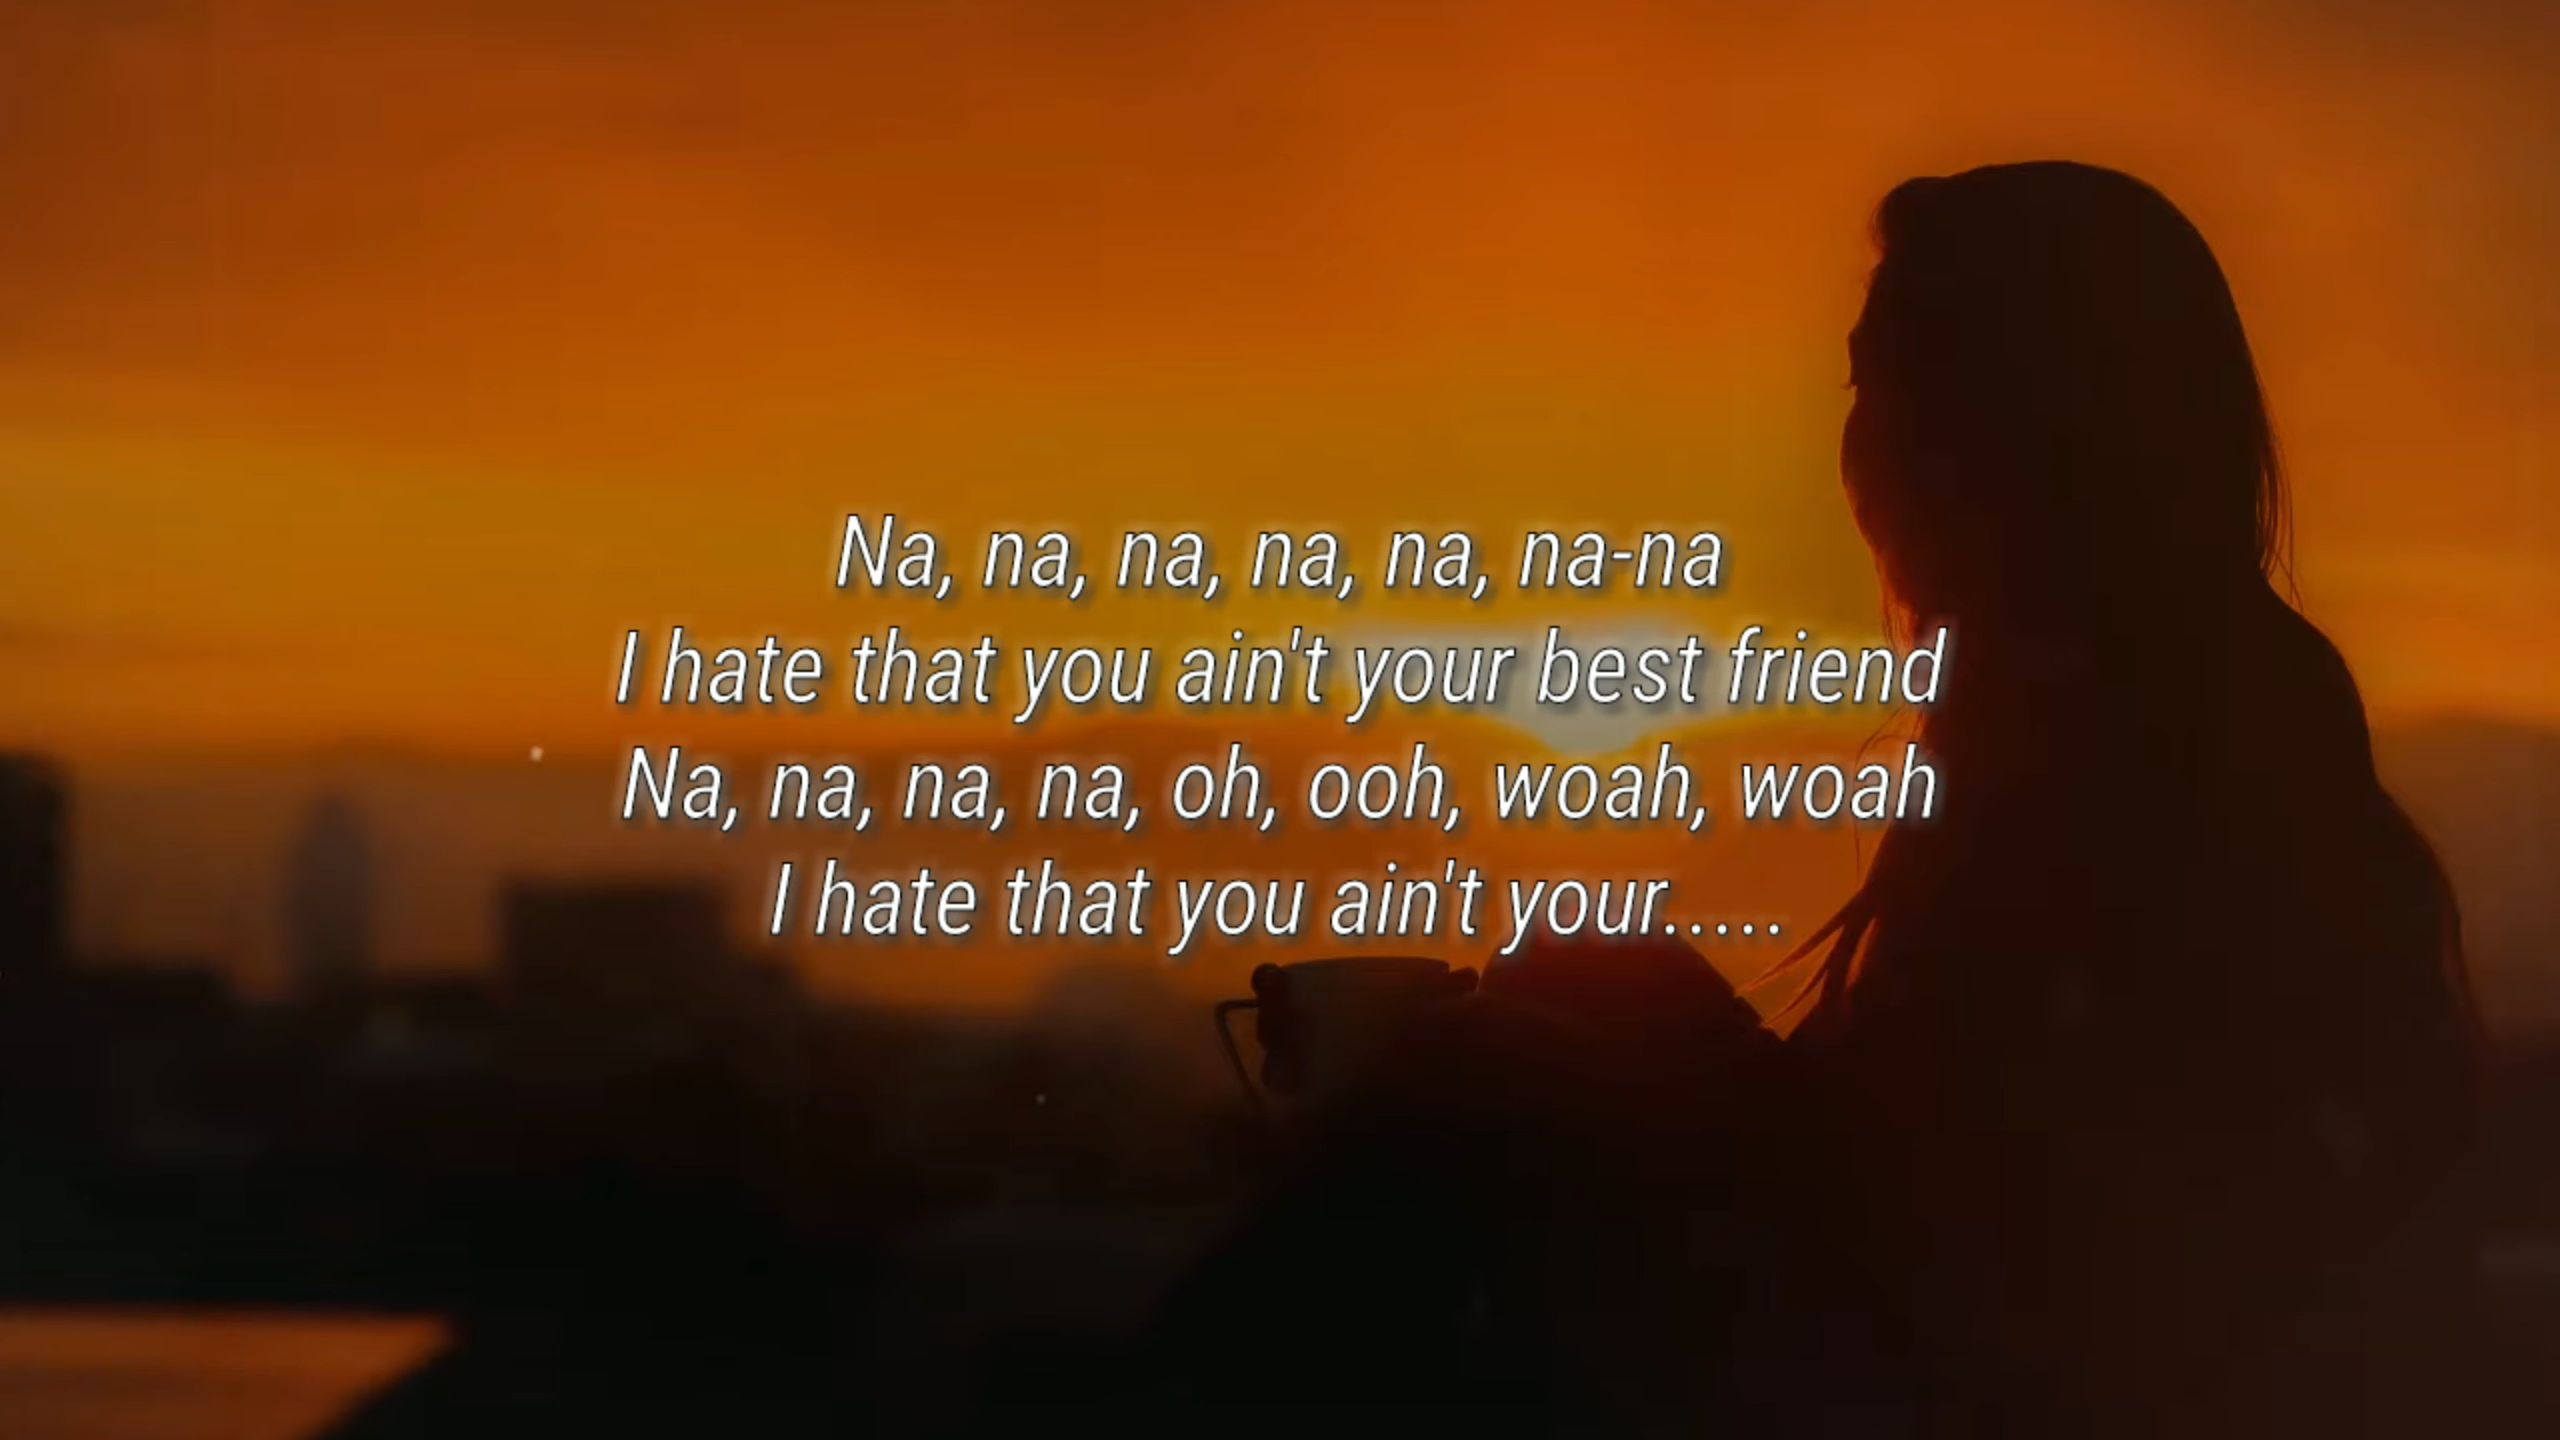 Na, na, na, na, na, na-na
I hate that you ain't your best friend
Na, na, na, na, oh, ooh, woah, woah
I hate that you ain't your.....